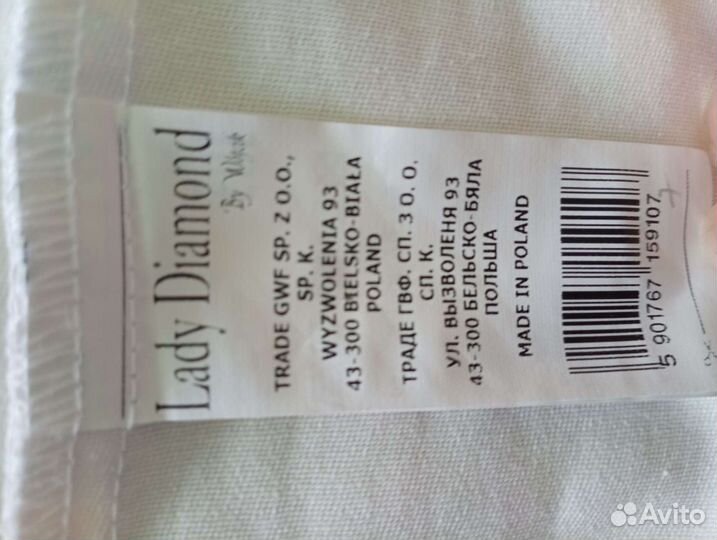 Lady Diamond
By
TRADE GWF SP. Z O.O.,
SP. K.
WYZWOLENIA 93
43-300 BIELSKO-BIAŁA
POLAND
ТРАДЕ ГВФ. СП. З О. О.
СП. К.
УЛ. ВЫЗВОЛЕНЯ 93
43-300 БЕЛЬСКО-БЯЛА
ПОЛЬША
MADE IN POLAND
5 901767 159107
Avito